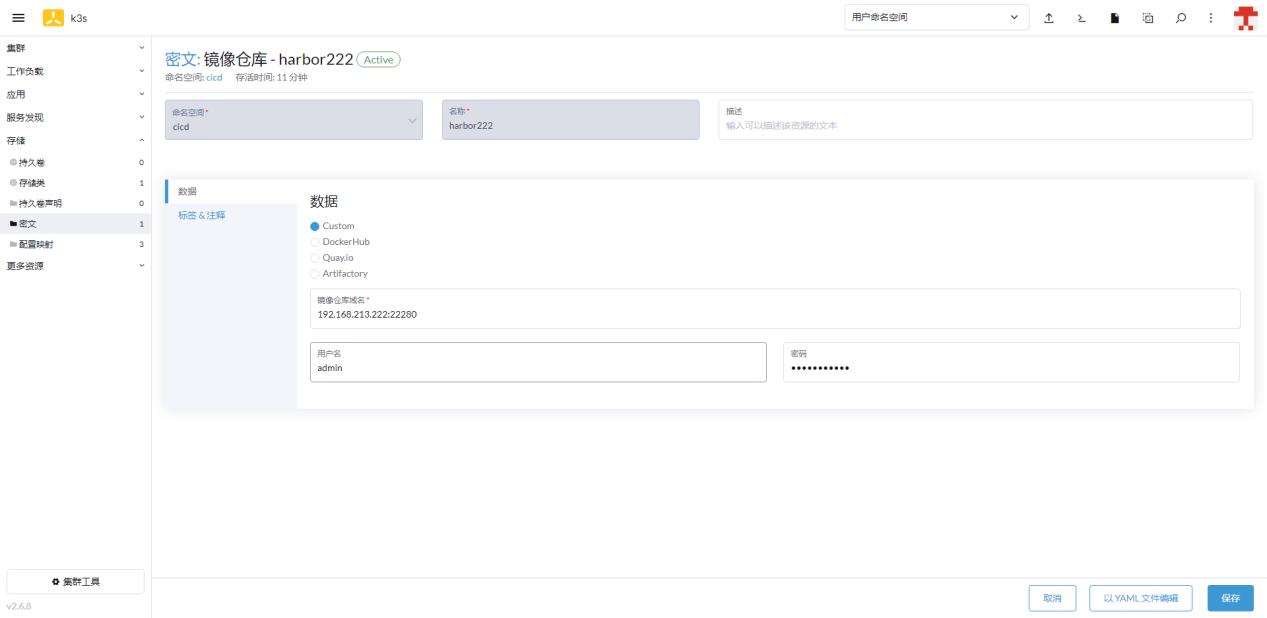 k3s
用户命名空间
集群
工作负载
应用
服务发现
存储
持久卷 0
存储类 1
持久卷声明 0
密文 1
配置映射 3
更多资源
集群工具
v2.6.8
密文: 镜像仓库 - harbor222 Active
命名空间: cicd 存活时间: 11 分钟
命名空间*
cicd
名称*
harbor222
描述
输入可以描述该资源的文本
数据
标签 & 注释
数据
Custom
DockerHub
Quay.io
Artifactory
镜像仓库域名*
192.168.213.222:22280
用户名
admin
密码
•••••••••••
取消
以 YAML 文件编辑
保存